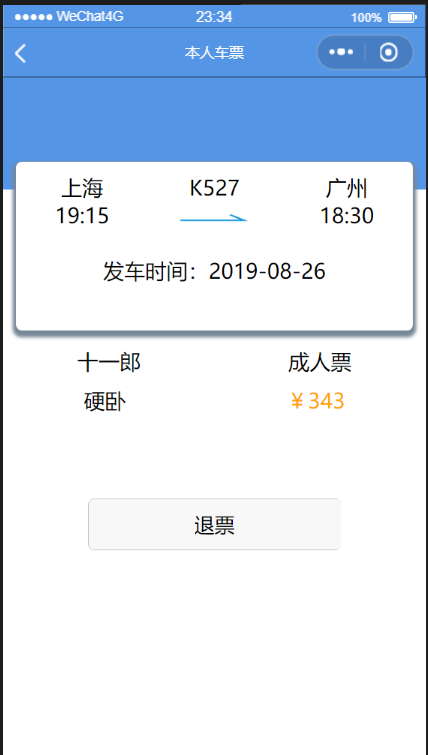 WeChat4G 23:34 100%
本人车票
上海 K527 广州
19:15 18:30
发车时间：2019-08-26
十一郎 成人票
硬卧 ¥ 343
退票